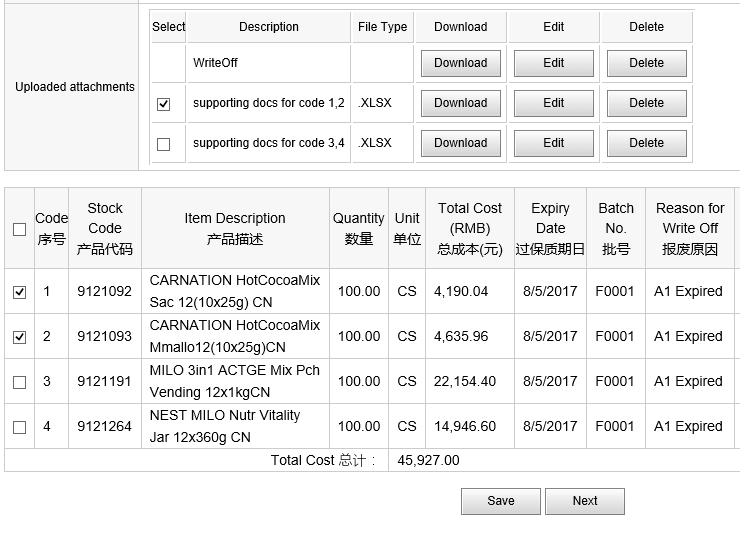 Select Description File Type Download Edit Delete
WriteOff Download Edit Delete
Uploaded attachments
supporting docs for code 1,2 .XLSX Download Edit Delete
supporting docs for code 3,4 .XLSX Download Edit Delete
Code 序号
Stock Code 产品代码
Item Description 产品描述
Quantity 数量
Unit 单位
Total Cost (RMB) 总成本(元)
Expiry Date 过保质期日
Batch No. 批号
Reason for Write Off 报废原因
1 9121092 CARNATION HotCocoaMix Sac 12(10x25g) CN 100.00 CS 4,190.04 8/5/2017 F0001 A1 Expired
2 9121093 CARNATION HotCocoaMix Mmallo12(10x25g)CN 100.00 CS 4,635.96 8/5/2017 F0001 A1 Expired
3 9121191 MILO 3in1 ACTGE Mix Pch Vending 12x1kgCN 100.00 CS 22,154.40 8/5/2017 F0001 A1 Expired
4 9121264 NEST MILO Nutr Vitality Jar 12x360g CN 100.00 CS 14,946.60 8/5/2017 F0001 A1 Expired
Total Cost 总计 : 45,927.00
Save Next